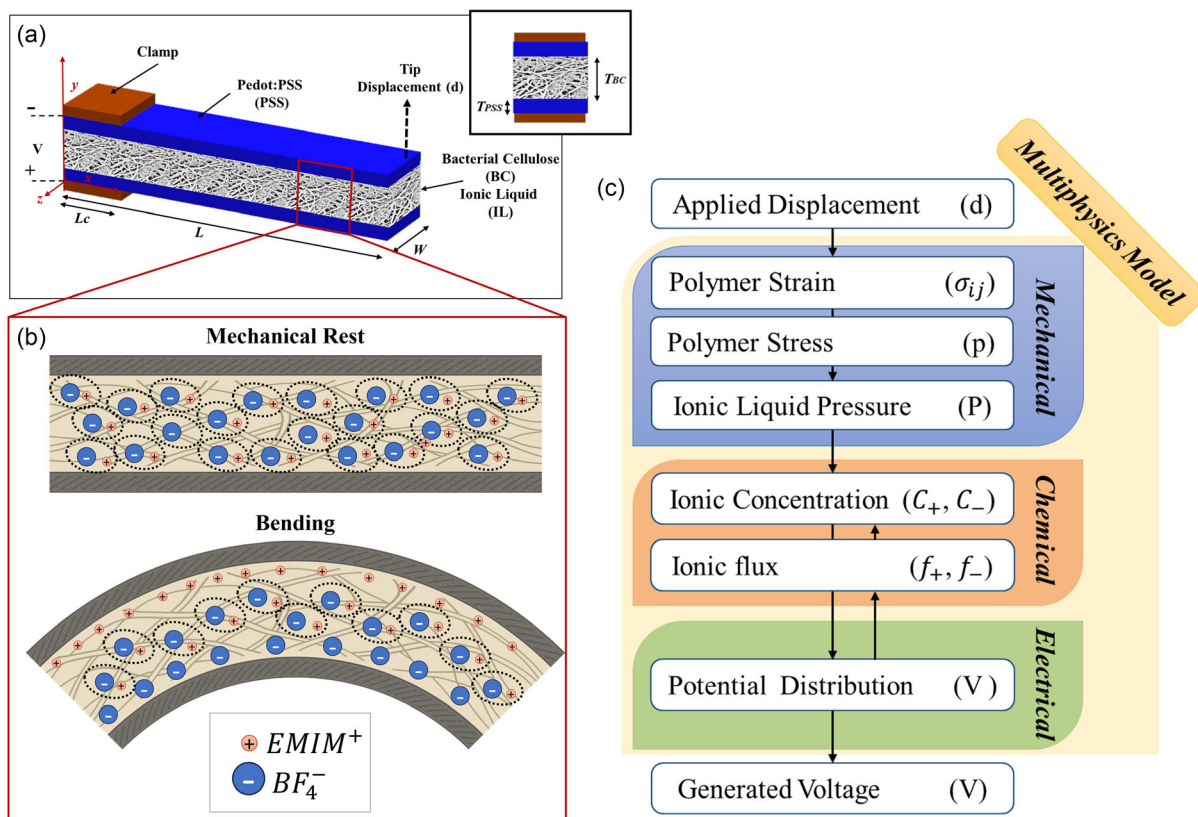 (a)
Clamp
Pedot:PSS
(PSS)
Tip
Displacement (d)
T_BC
T_PSS
y
-
V
+
x
z
Lc
L
W
Bacterial Cellulose
(BC)
Ionic Liquid
(IL)
(b)
Mechanical Rest
Bending
+ EMIM⁺
- BF₄⁻
(c)
Multiphysics Model
Applied Displacement (d)
Mechanical
Polymer Strain (σᵢⱼ)
Polymer Stress (p)
Ionic Liquid Pressure (P)
Chemical
Ionic Concentration (C₊, C₋)
Ionic flux (f₊, f₋)
Electrical
Potential Distribution (V )
Generated Voltage (V)